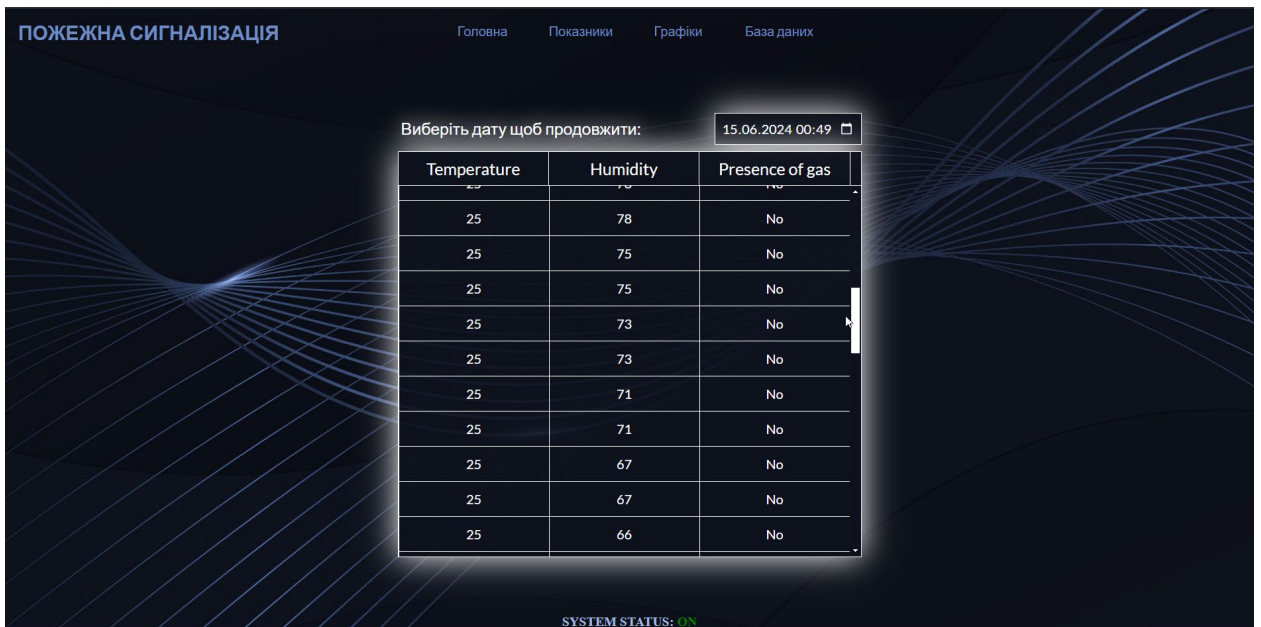 ПОЖЕЖНА СИГНАЛІЗАЦІЯ Головна Показники Графіки База даних
Виберіть дату щоб продовжити: 15.06.2024 00:49
Temperature Humidity Presence of gas
25 78 No
25 75 No
25 75 No
25 73 No
25 73 No
25 71 No
25 71 No
25 67 No
25 67 No
25 66 No
SYSTEM STATUS: ON